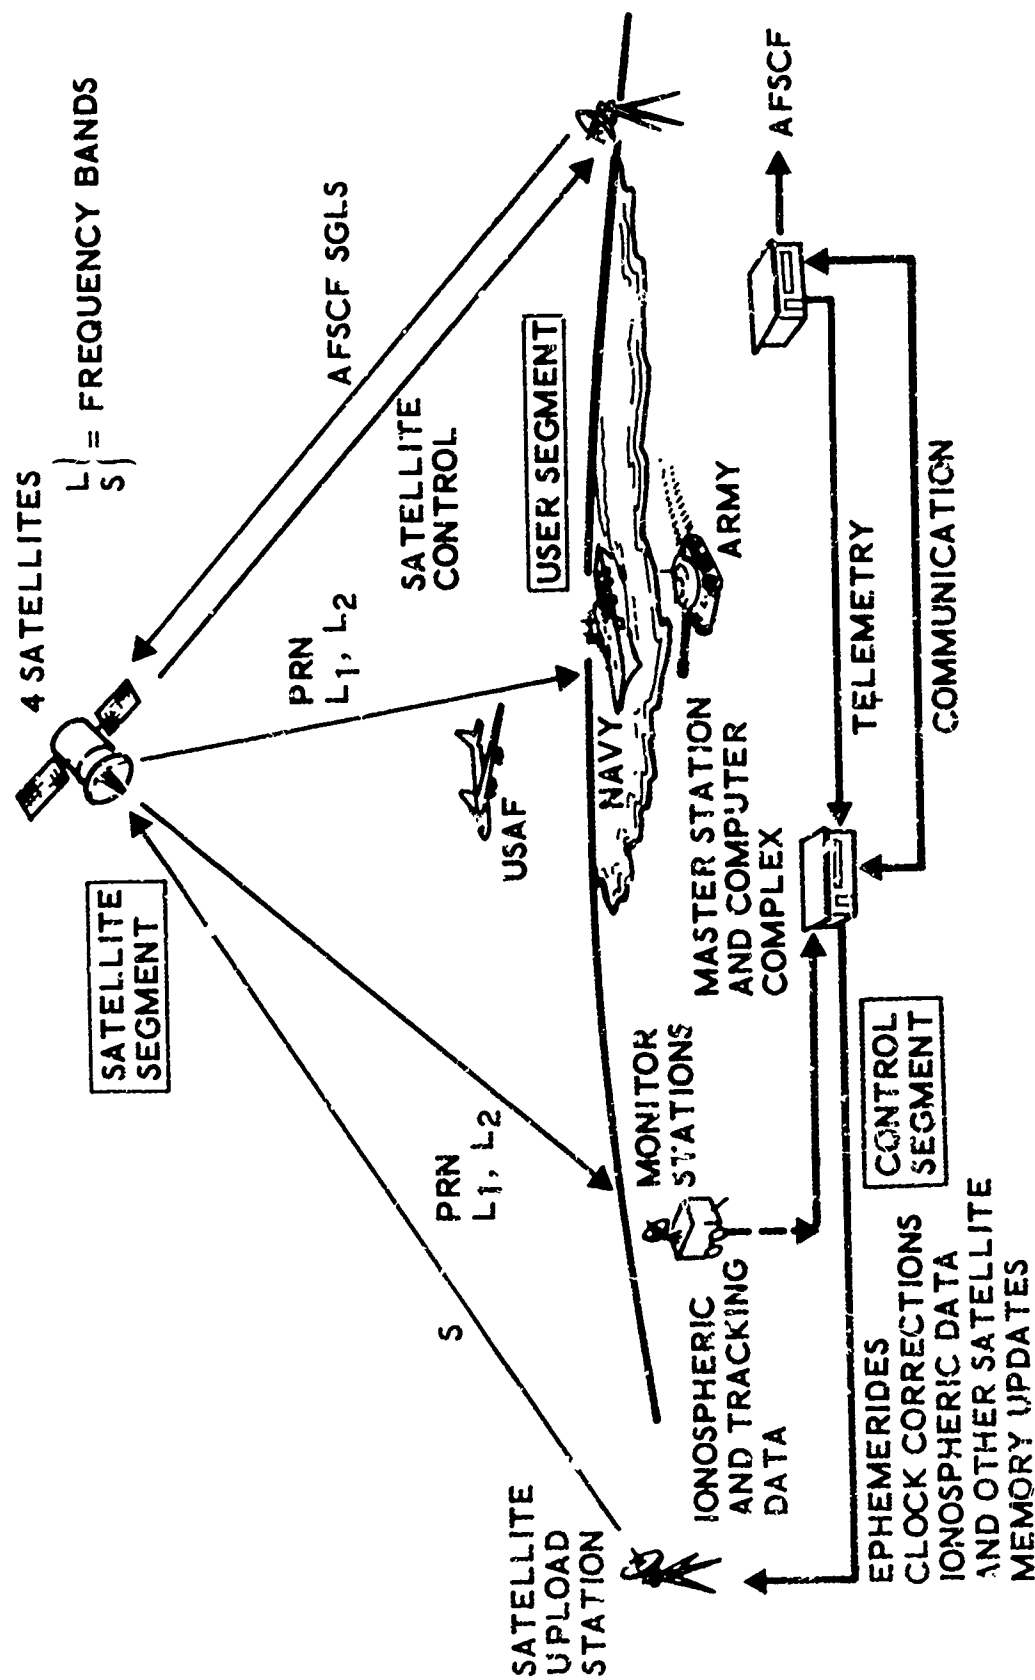 4 SATELLITES
L
S } = FREQUENCY BANDS
SATELLITE
SEGMENT
AFSCF SGLS
PRN
L1, L2
SATELLITE
CONTROL
S
PRN
L1, L2
USAF
USER SEGMENT
SATELLITE
UPLOAD
STATION
NAVY
ARMY
MONITOR
STATIONS
IONOSPHERIC
AND TRACKING
DATA
MASTER STATION
AND COMPUTER
COMPLEX
AFSCF
TELEMETRY
CONTROL
SEGMENT
COMMUNICATION
EPHEMERIDES
CLOCK CORRECTIONS
IONOSPHERIC DATA
AND OTHER SATELLITE
MEMORY UPDATES